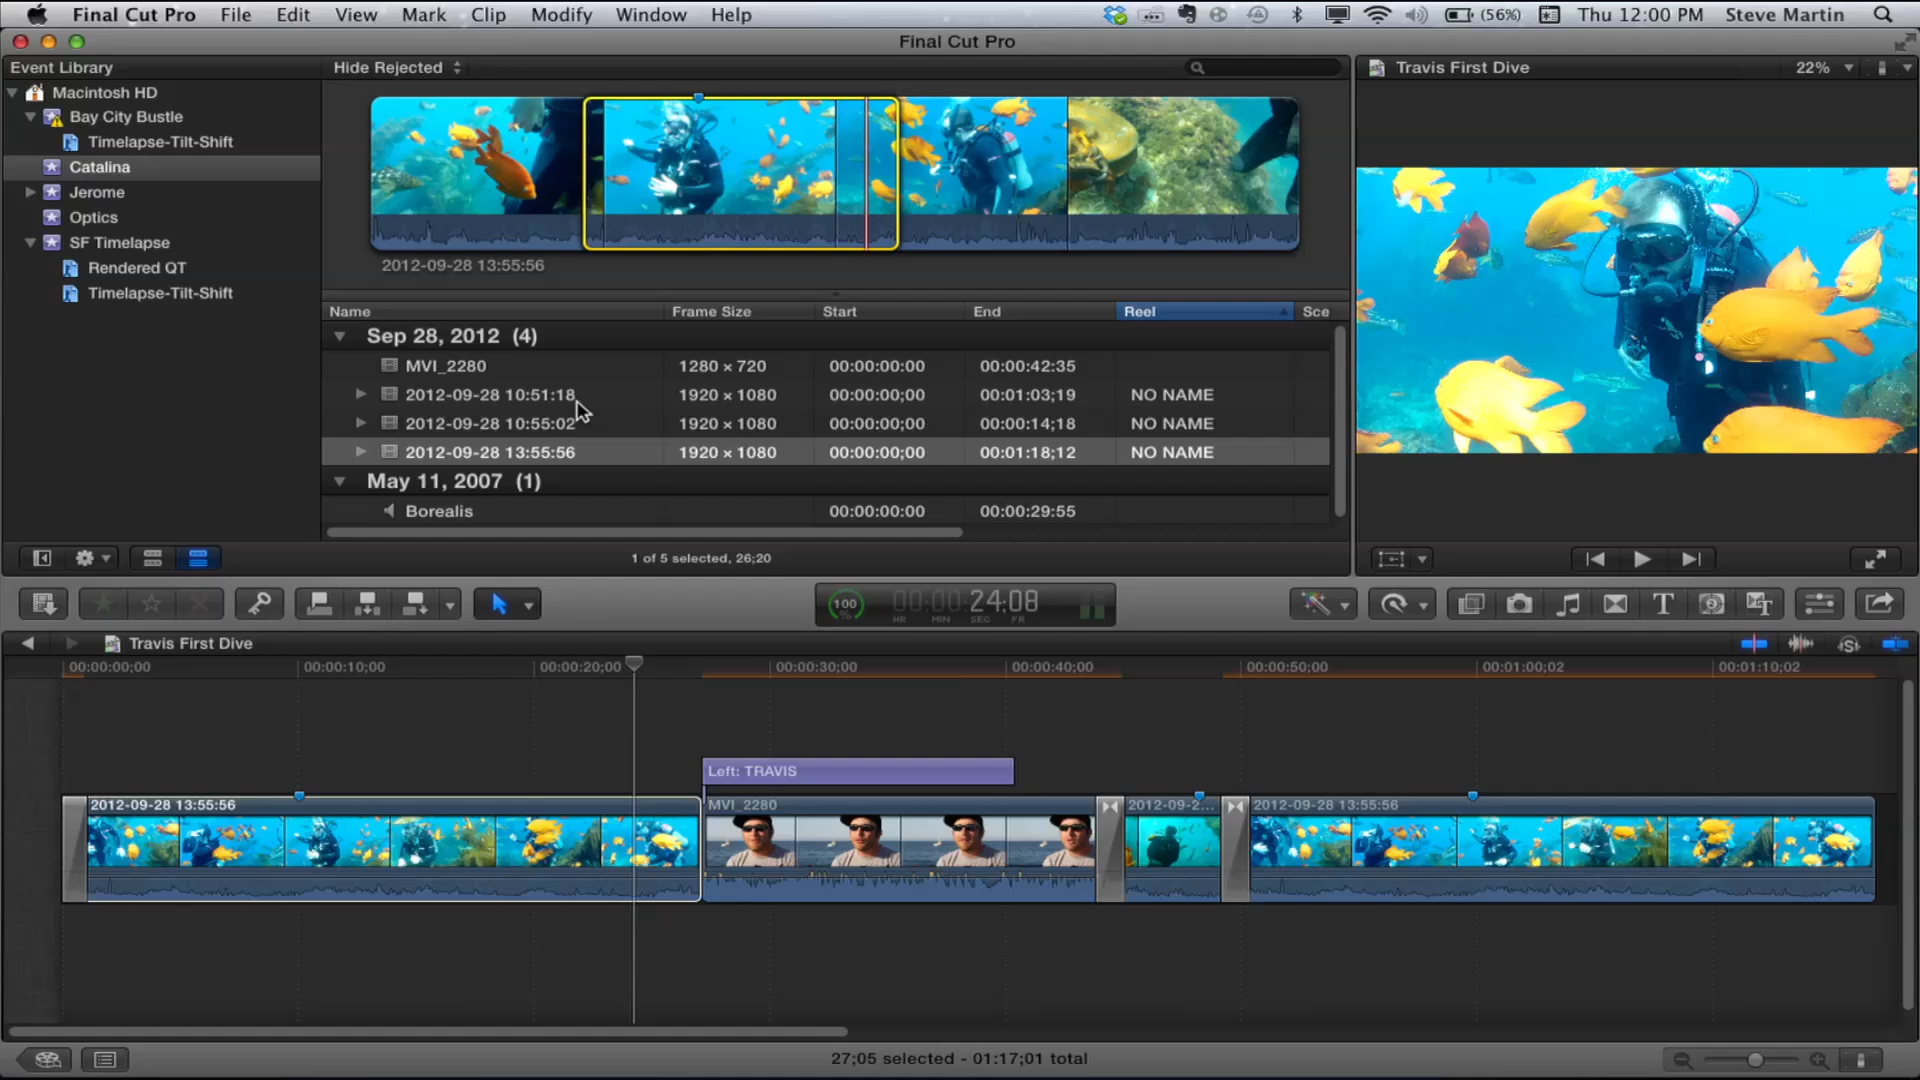 Final Cut Pro File Edit View Mark Clip Modify Window Help (56%) Thu 12:00 PM Steve Martin
Final Cut Pro
Event Library Hide Rejected Travis First Dive 22%
Macintosh HD
Bay City Bustle
Timelapse-Tilt-Shift
Catalina
Jerome
Optics
SF Timelapse
Rendered QT
Timelapse-Tilt-Shift
2012-09-28 13:55:56
Name Frame Size Start End Reel Sce
Sep 28, 2012 (4)
MVI_2280 1280 × 720 00:00:00:00 00:00:42:35
2012-09-28 10:51:18 1920 × 1080 00:00:00;00 00:01:03;19 NO NAME
2012-09-28 10:55:02 1920 × 1080 00:00:00;00 00:00:14;18 NO NAME
2012-09-28 13:55:56 1920 × 1080 00:00:00;00 00:01:18;12 NO NAME
May 11, 2007 (1)
Borealis 00:00:00:00 00:00:29:55
1 of 5 selected, 26:20
100 % 00:00:24:08
HR MIN SEC FR
Travis First Dive
00:00:00;00 00:00:10;00 00:00:20;00 00:00:30;00 00:00:40;00 00:00:50;00 00:01:00;02 00:01:10;02
Left: TRAVIS
2012-09-28 13:55:56 MVI_2280 2012-09-2... 2012-09-28 13:55:56
27;05 selected - 01:17;01 total